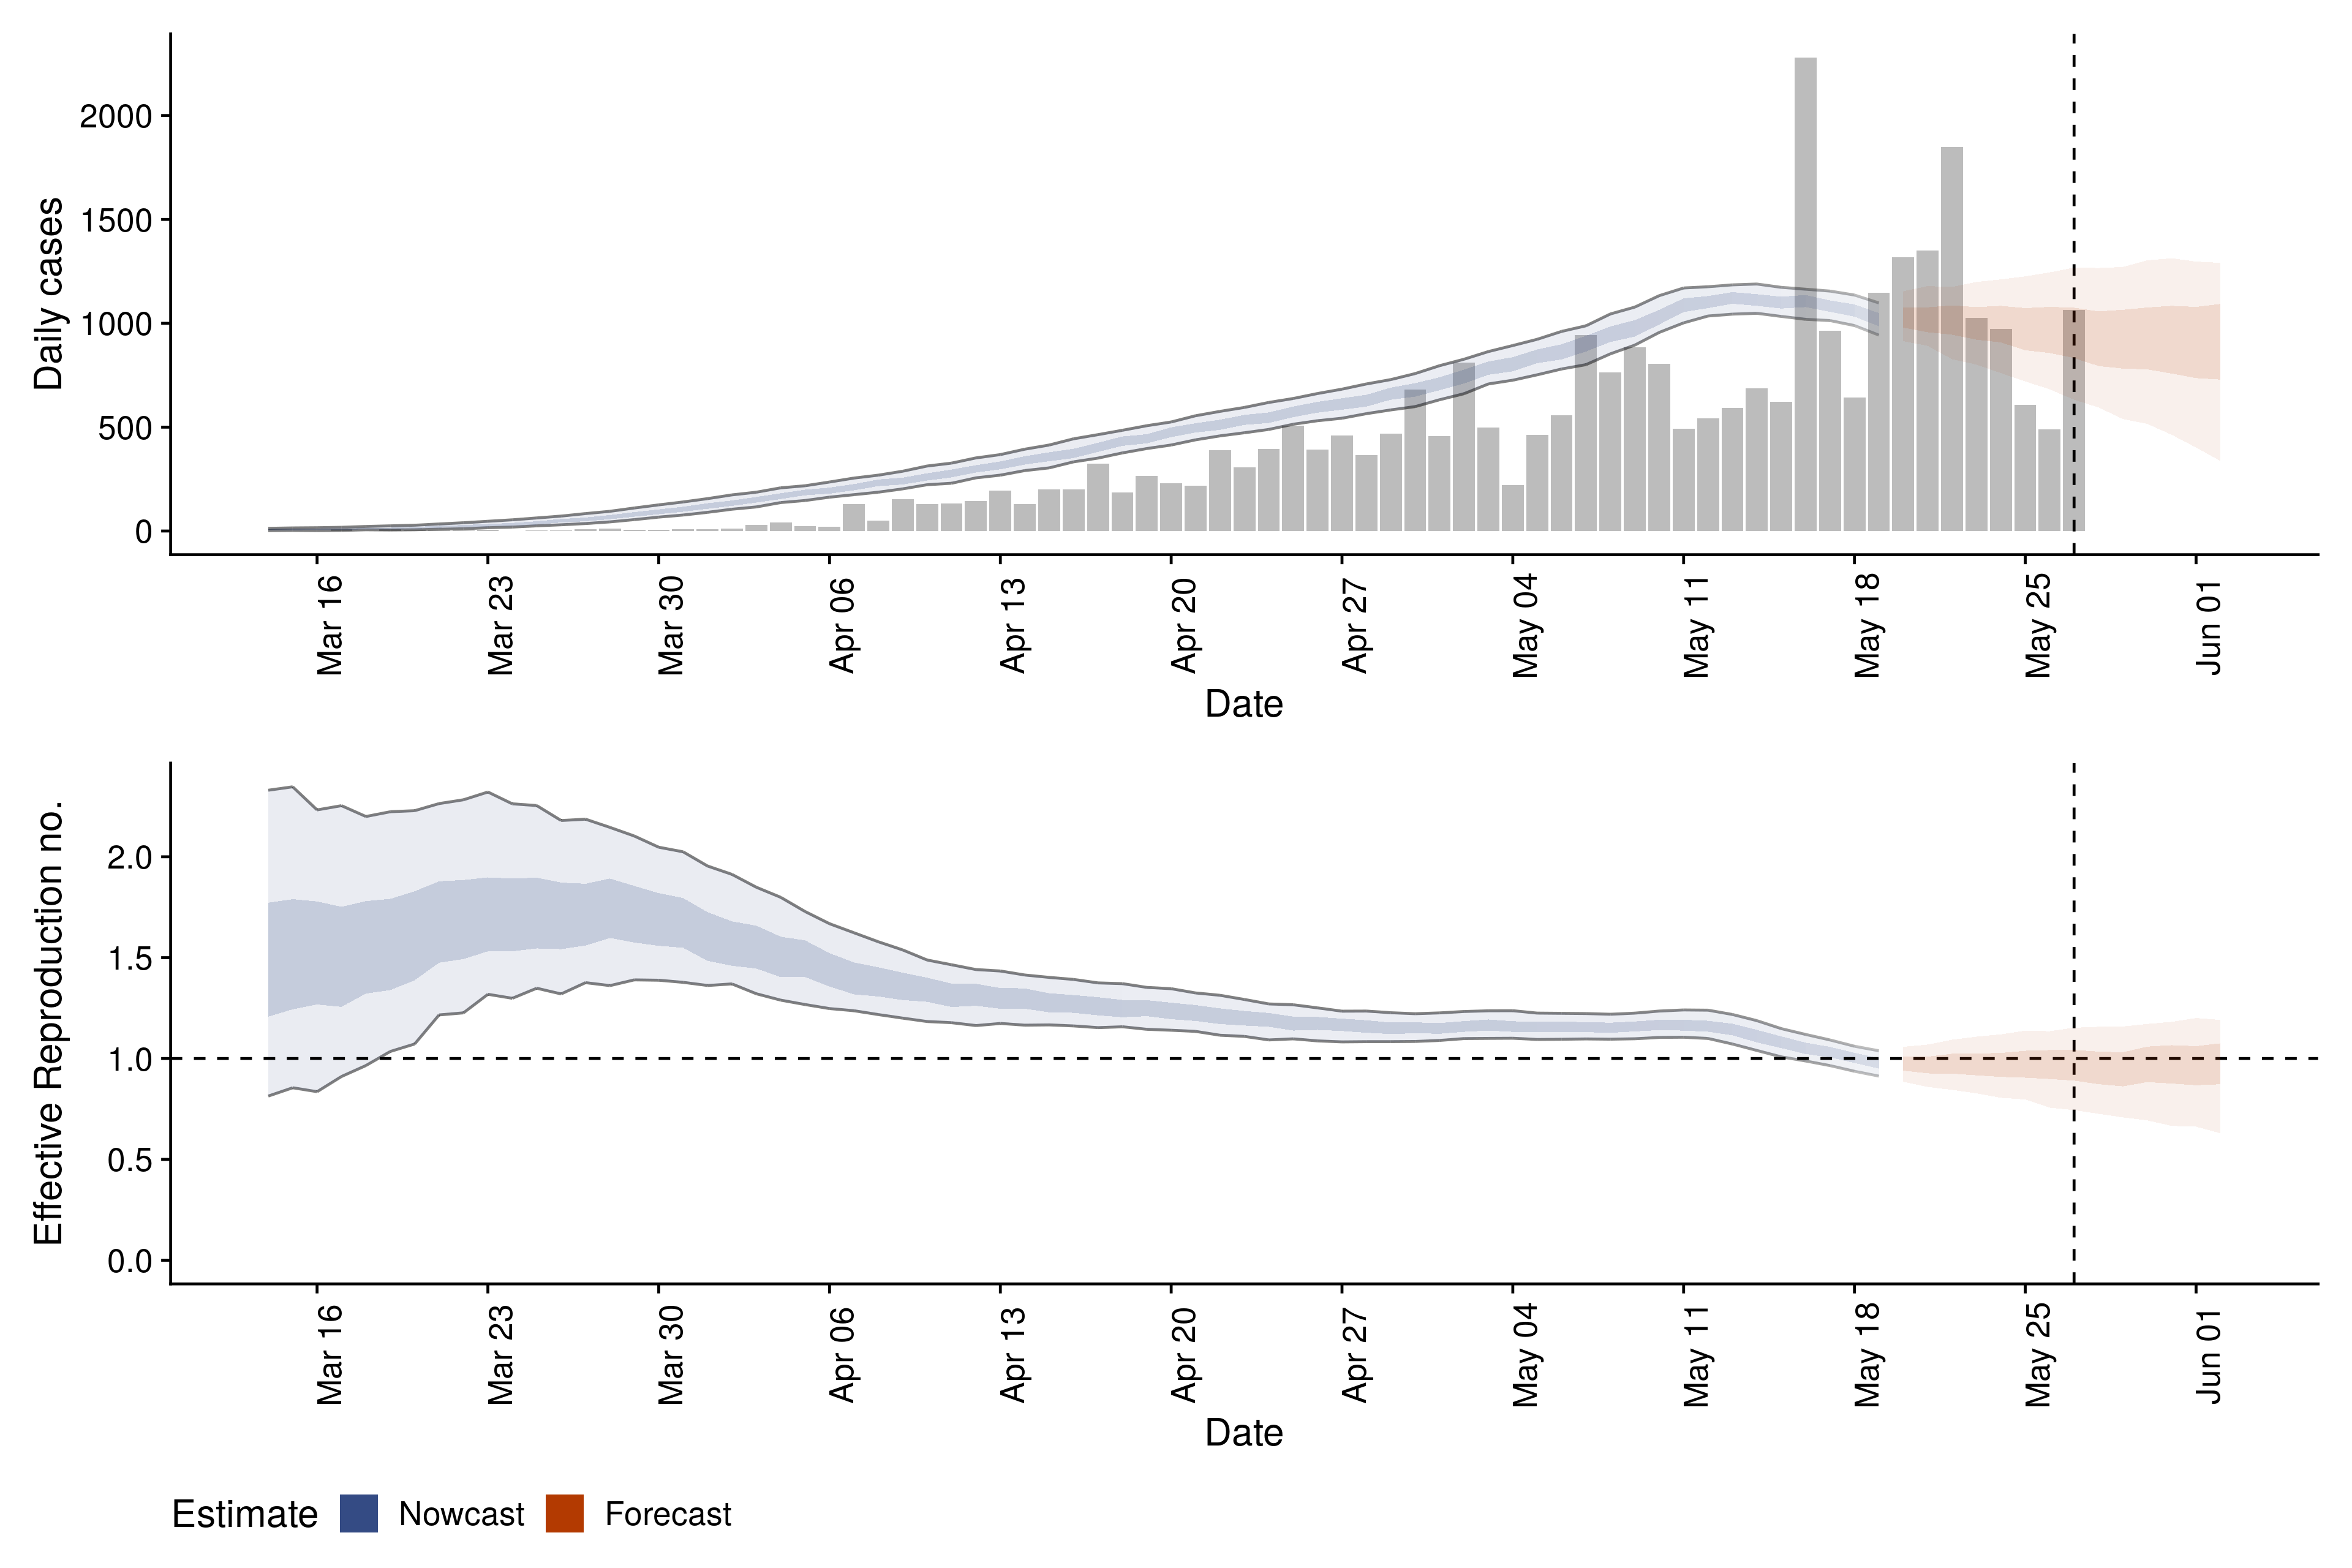 Daily cases
2000
1500
1000
500
0
Mar 16
Mar 23
Mar 30
Apr 06
Apr 13
Apr 20
Apr 27
May 04
May 11
May 18
May 25
Jun 01
Date
Effective Reproduction no.
2.0
1.5
1.0
0.5
0.0
Mar 16
Mar 23
Mar 30
Apr 06
Apr 13
Apr 20
Apr 27
May 04
May 11
May 18
May 25
Jun 01
Date
Estimate Nowcast Forecast